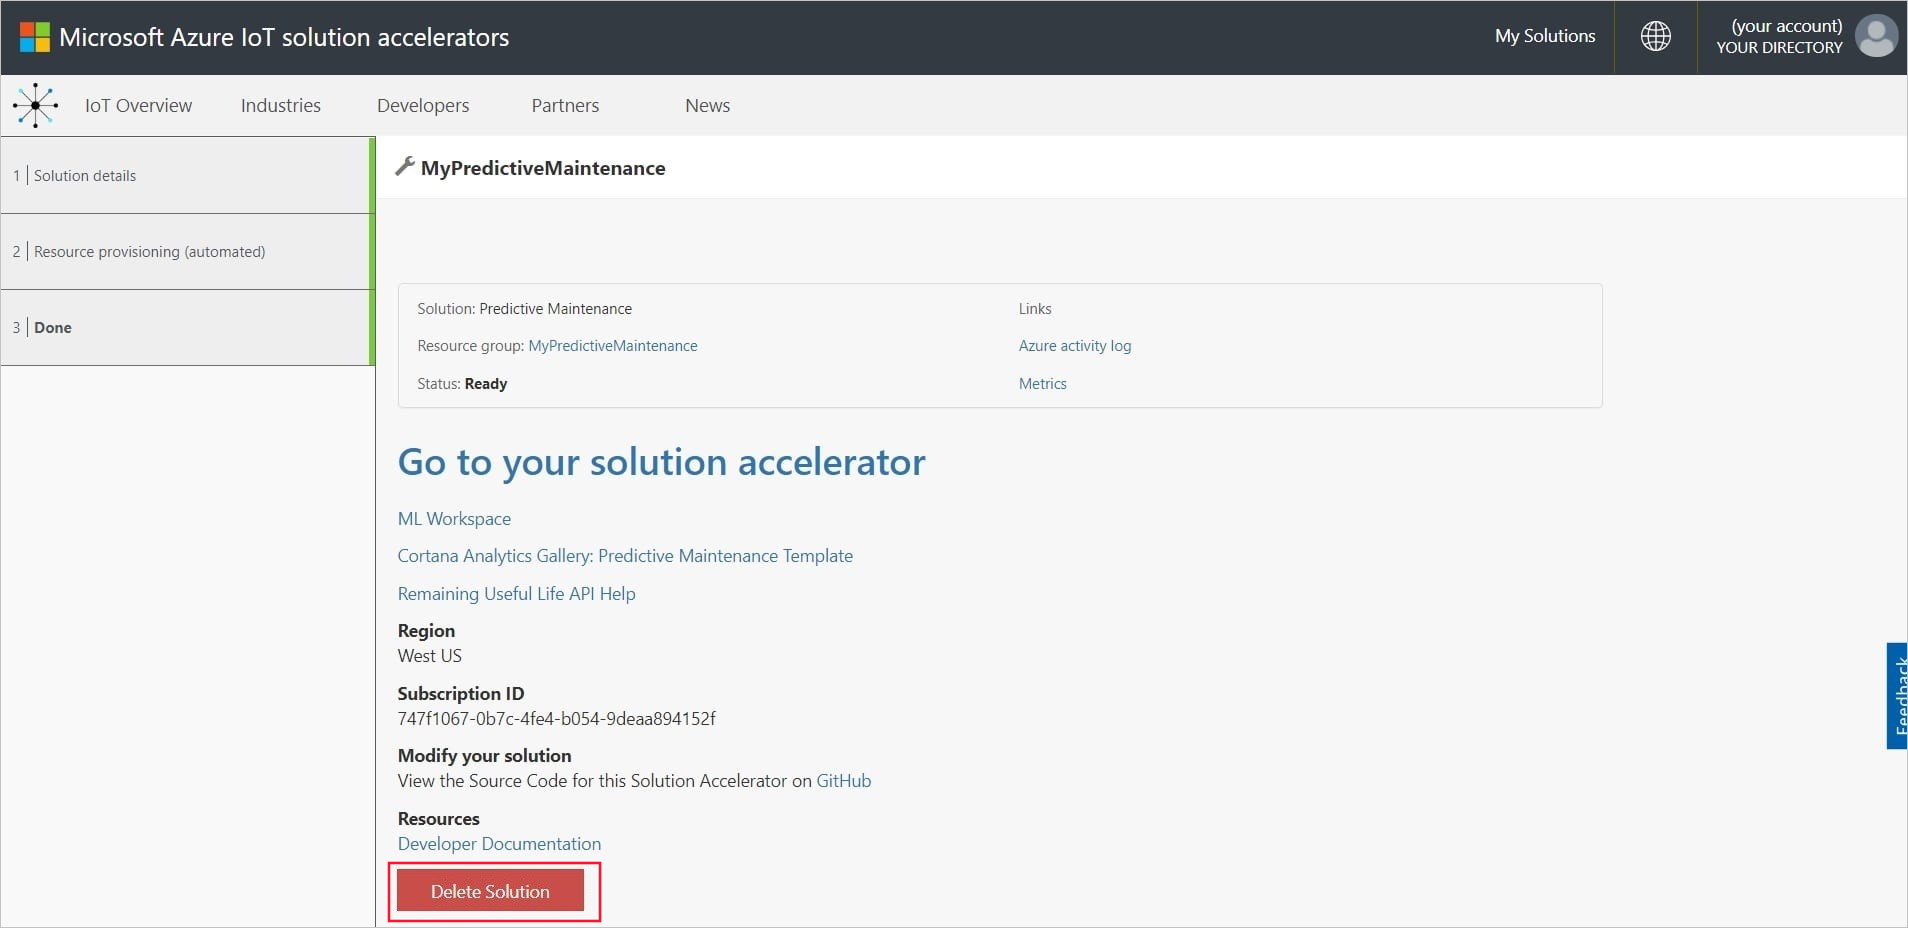 Microsoft Azure IoT solution accelerators
My Solutions
(your account)
YOUR DIRECTORY
IoT Overview
Industries
Developers
Partners
News
1 Solution details
2 Resource provisioning (automated)
3 Done
MyPredictiveMaintenance
Solution: Predictive Maintenance
Links
Resource group: MyPredictiveMaintenance
Azure activity log
Status: Ready
Metrics
Go to your solution accelerator
ML Workspace
Cortana Analytics Gallery: Predictive Maintenance Template
Remaining Useful Life API Help
Region
West US
Subscription ID
747f1067-0b7c-4fe4-b054-9deaa894152f
Modify your solution
View the Source Code for this Solution Accelerator on GitHub
Resources
Developer Documentation
Delete Solution
Feedback